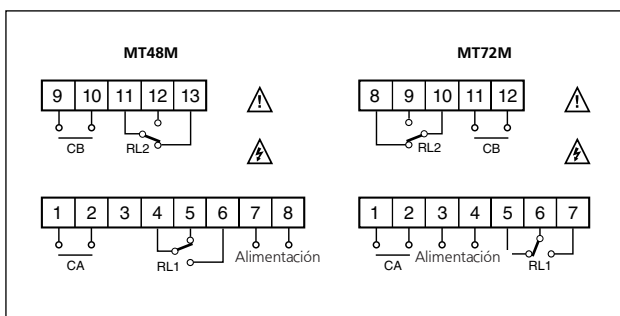 MT48M
MT72M
9 10 11 12 13
8 9 10 11 12
CB RL2
RL2 CB
1 2 3 4 5 6 7 8
1 2 3 4 5 6 7
CA RL1 Alimentación
CA Alimentación RL1